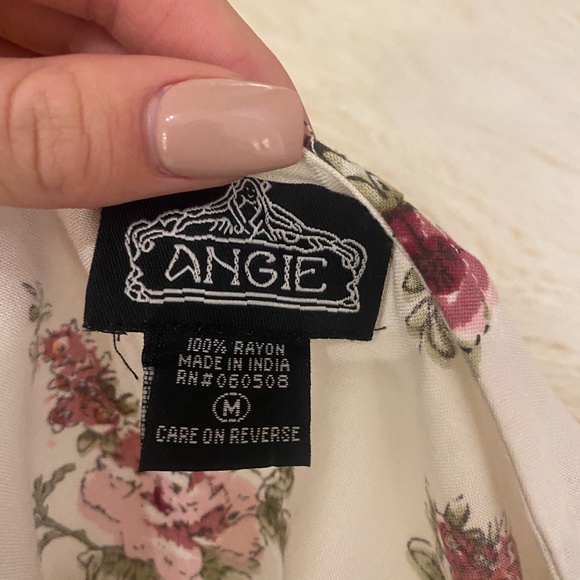 ANGIE
100% RAYON
MADE IN INDIA
RN#060508
M
CARE ON REVERSE